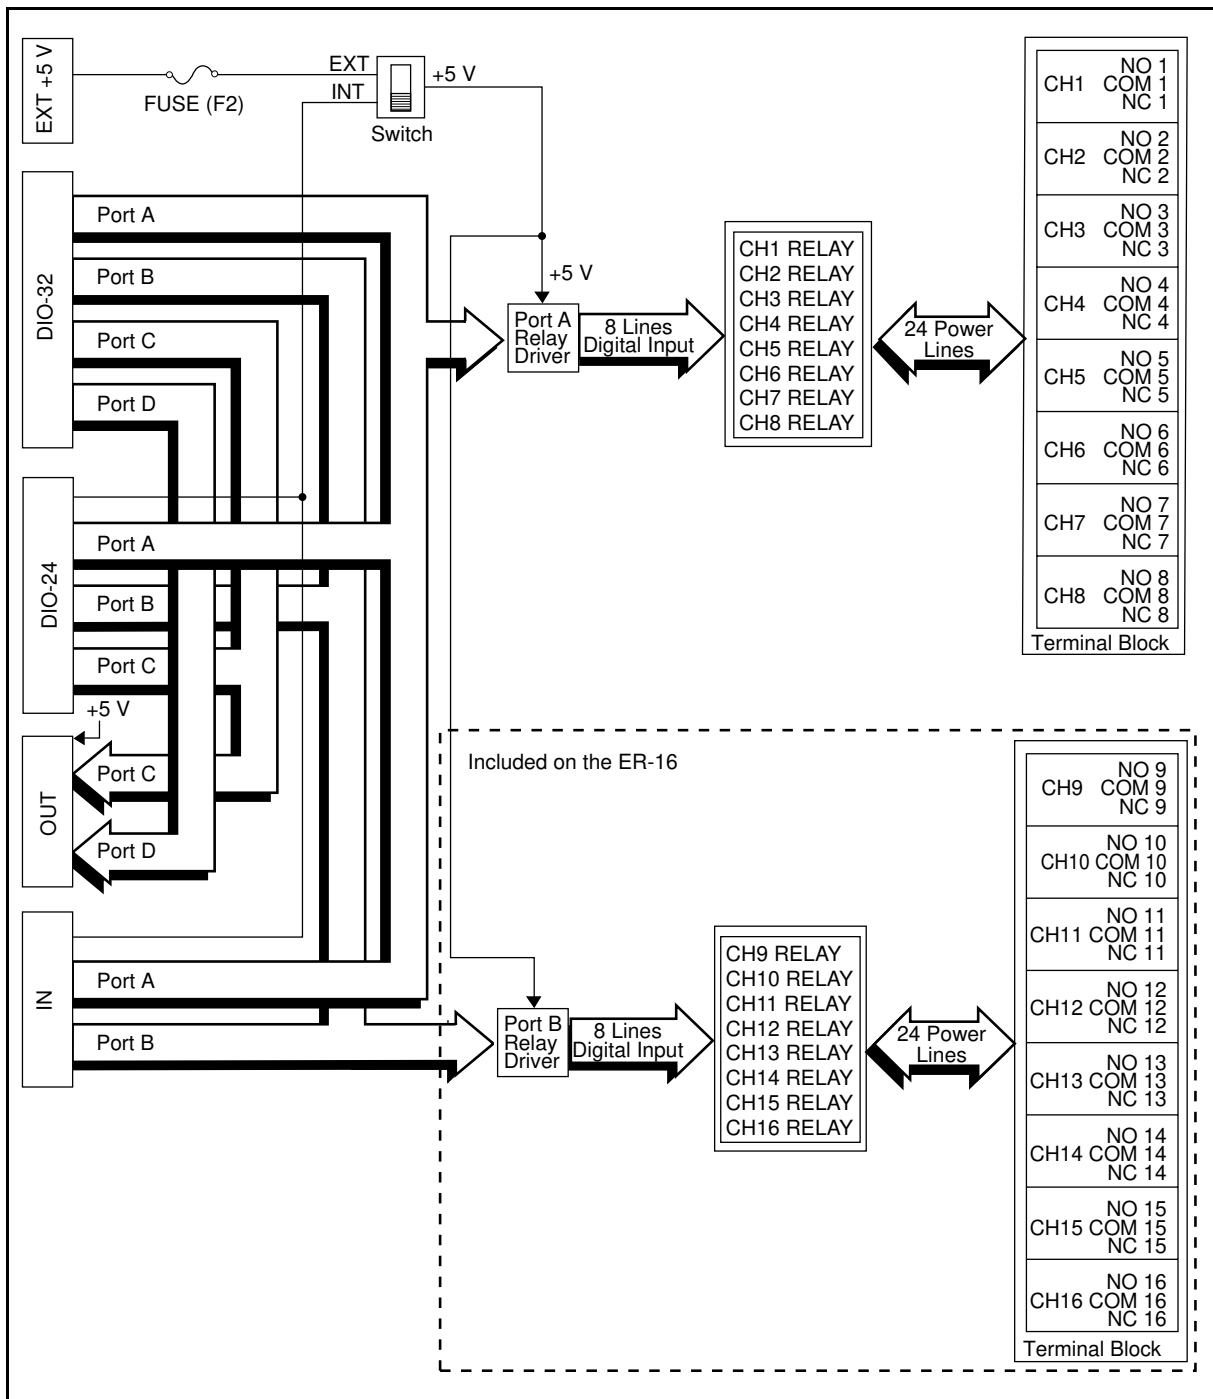 EXT +5 V
FUSE (F2)
EXT
INT
+5 V
Switch
DIO-32
Port A
Port B
Port C
Port D
+5 V
Port A
Relay
Driver
8 Lines
Digital Input
CH1 RELAY
CH2 RELAY
CH3 RELAY
CH4 RELAY
CH5 RELAY
CH6 RELAY
CH7 RELAY
CH8 RELAY
24 Power
Lines
NO 1
CH1 COM 1
NC 1
NO 2
CH2 COM 2
NC 2
NO 3
CH3 COM 3
NC 3
NO 4
CH4 COM 4
NC 4
NO 5
CH5 COM 5
NC 5
NO 6
CH6 COM 6
NC 6
NO 7
CH7 COM 7
NC 7
NO 8
CH8 COM 8
NC 8
Terminal Block
DIO-24
Port A
Port B
Port C
+5 V
OUT
Port C
Port D
IN
Port A
Port B
Included on the ER-16
Port B
Relay
Driver
8 Lines
Digital Input
CH9 RELAY
CH10 RELAY
CH11 RELAY
CH12 RELAY
CH13 RELAY
CH14 RELAY
CH15 RELAY
CH16 RELAY
24 Power
Lines
NO 9
CH9 COM 9
NC 9
NO 10
CH10 COM 10
NC 10
NO 11
CH11 COM 11
NC 11
NO 12
CH12 COM 12
NC 12
NO 13
CH13 COM 13
NC 13
NO 14
CH14 COM 14
NC 14
NO 15
CH15 COM 15
NC 15
NO 16
CH16 COM 16
NC 16
Terminal Block